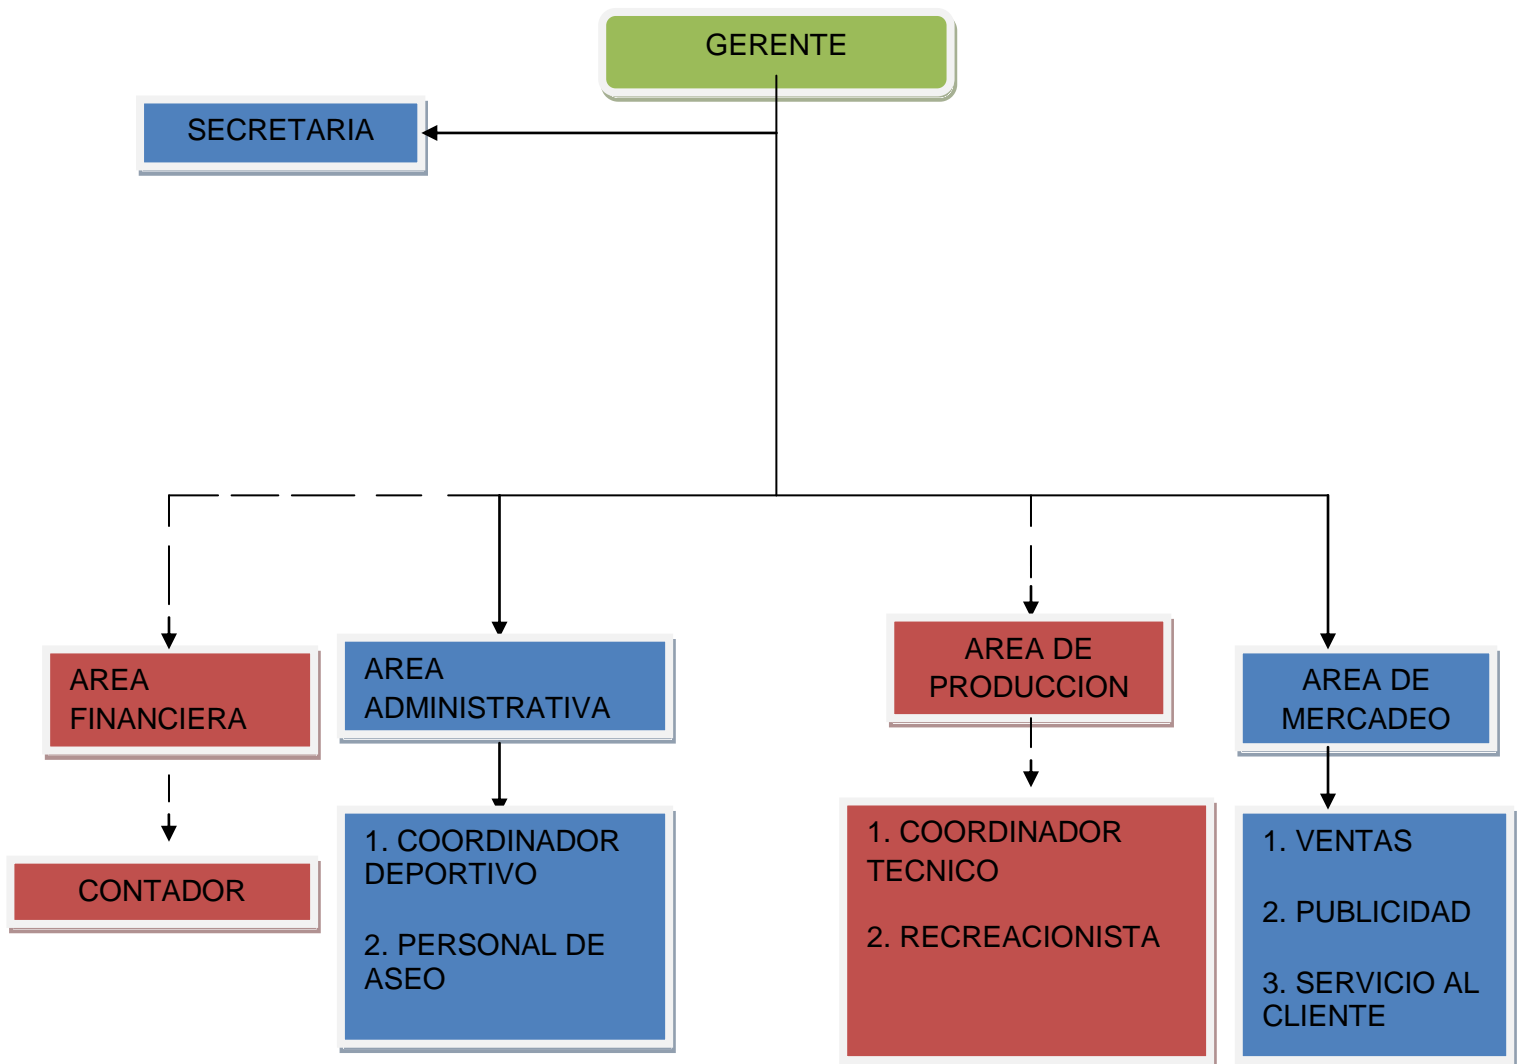 GERENTE
SECRETARIA
AREA
FINANCIERA
AREA
ADMINISTRATIVA
AREA DE
PRODUCCION
AREA DE
MERCADEO
CONTADOR
1. COORDINADOR
DEPORTIVO
2. PERSONAL DE
ASEO
1. COORDINADOR
TECNICO
2. RECREACIONISTA
1. VENTAS
2. PUBLICIDAD
3. SERVICIO AL
CLIENTE